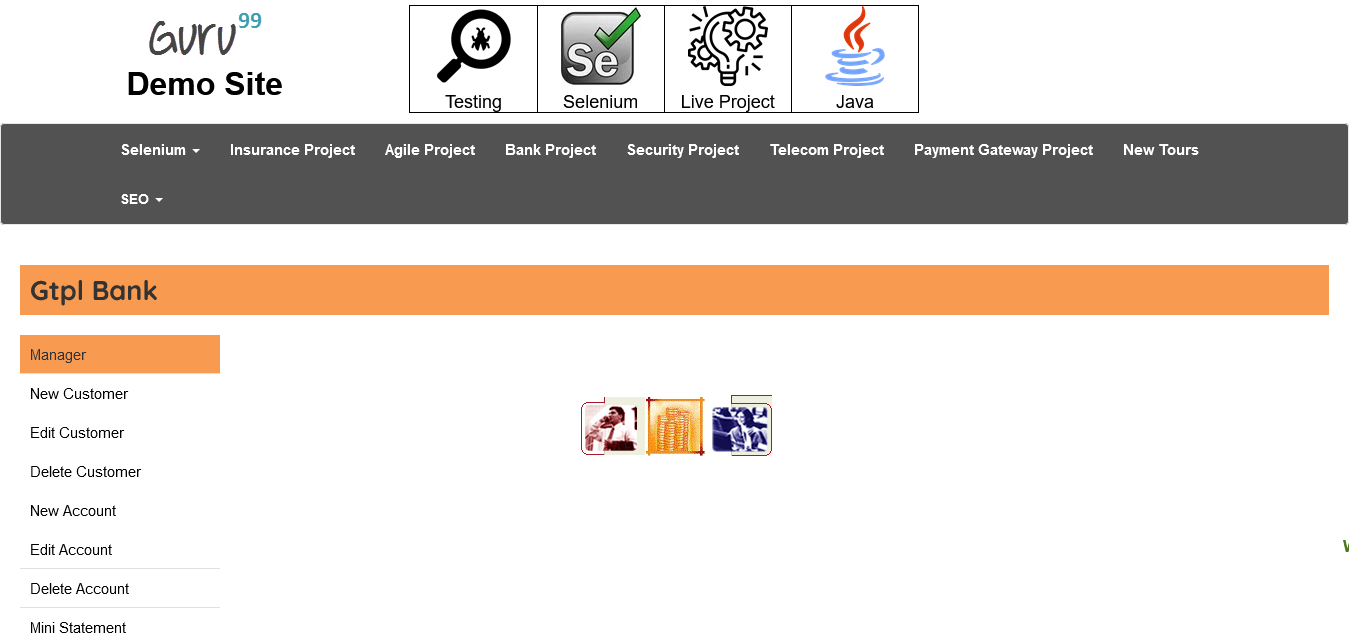 Guru99
Demo Site
Testing
Se
Selenium
Live Project
Java
Selenium
Insurance Project
Agile Project
Bank Project
Security Project
Telecom Project
Payment Gateway Project
New Tours
SEO
Gtpl Bank
Manager
New Customer
Edit Customer
Delete Customer
New Account
Edit Account
Delete Account
Mini Statement